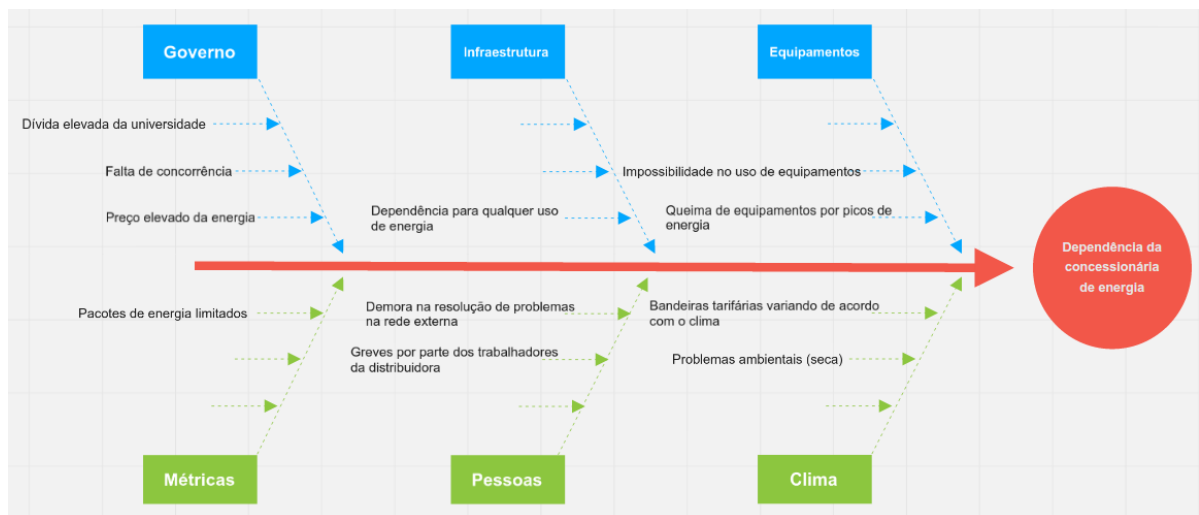 Governo
Infraestrutura
Equipamentos
Dívida elevada da universidade
Falta de concorrência
Impossibilidade no uso de equipamentos
Preço elevado da energia
Dependência para qualquer uso
de energia
Queima de equipamentos por picos de
energia
Dependência da
concessionária
de energia
Pacotes de energia limitados
Demora na resolução de problemas
na rede externa
Bandeiras tarifárias variando de acordo
com o clima
Greves por parte dos trabalhadores
da distribuidora
Problemas ambientais (seca)
Métricas
Pessoas
Clima